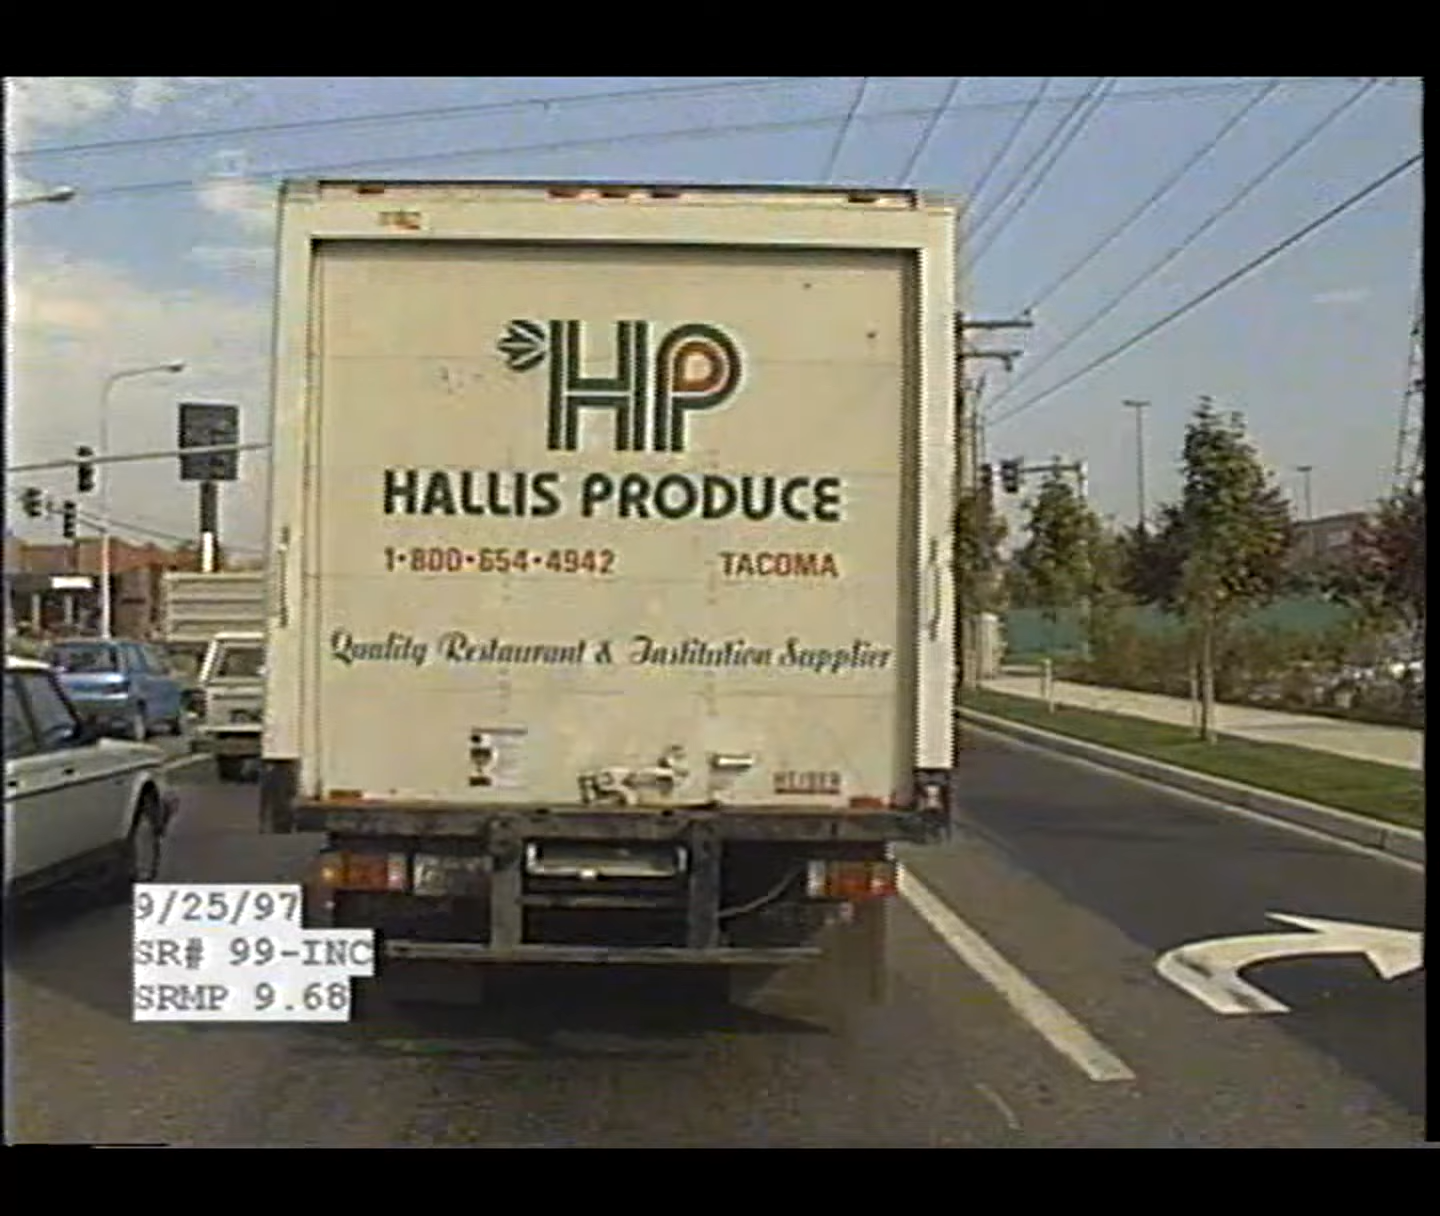 HP
HALLIS PRODUCE
1-800-654-4942 TACOMA
Quality Restaurant & Institution Supplier
9/25/97
SR# 99-INC
SRMP 9.68